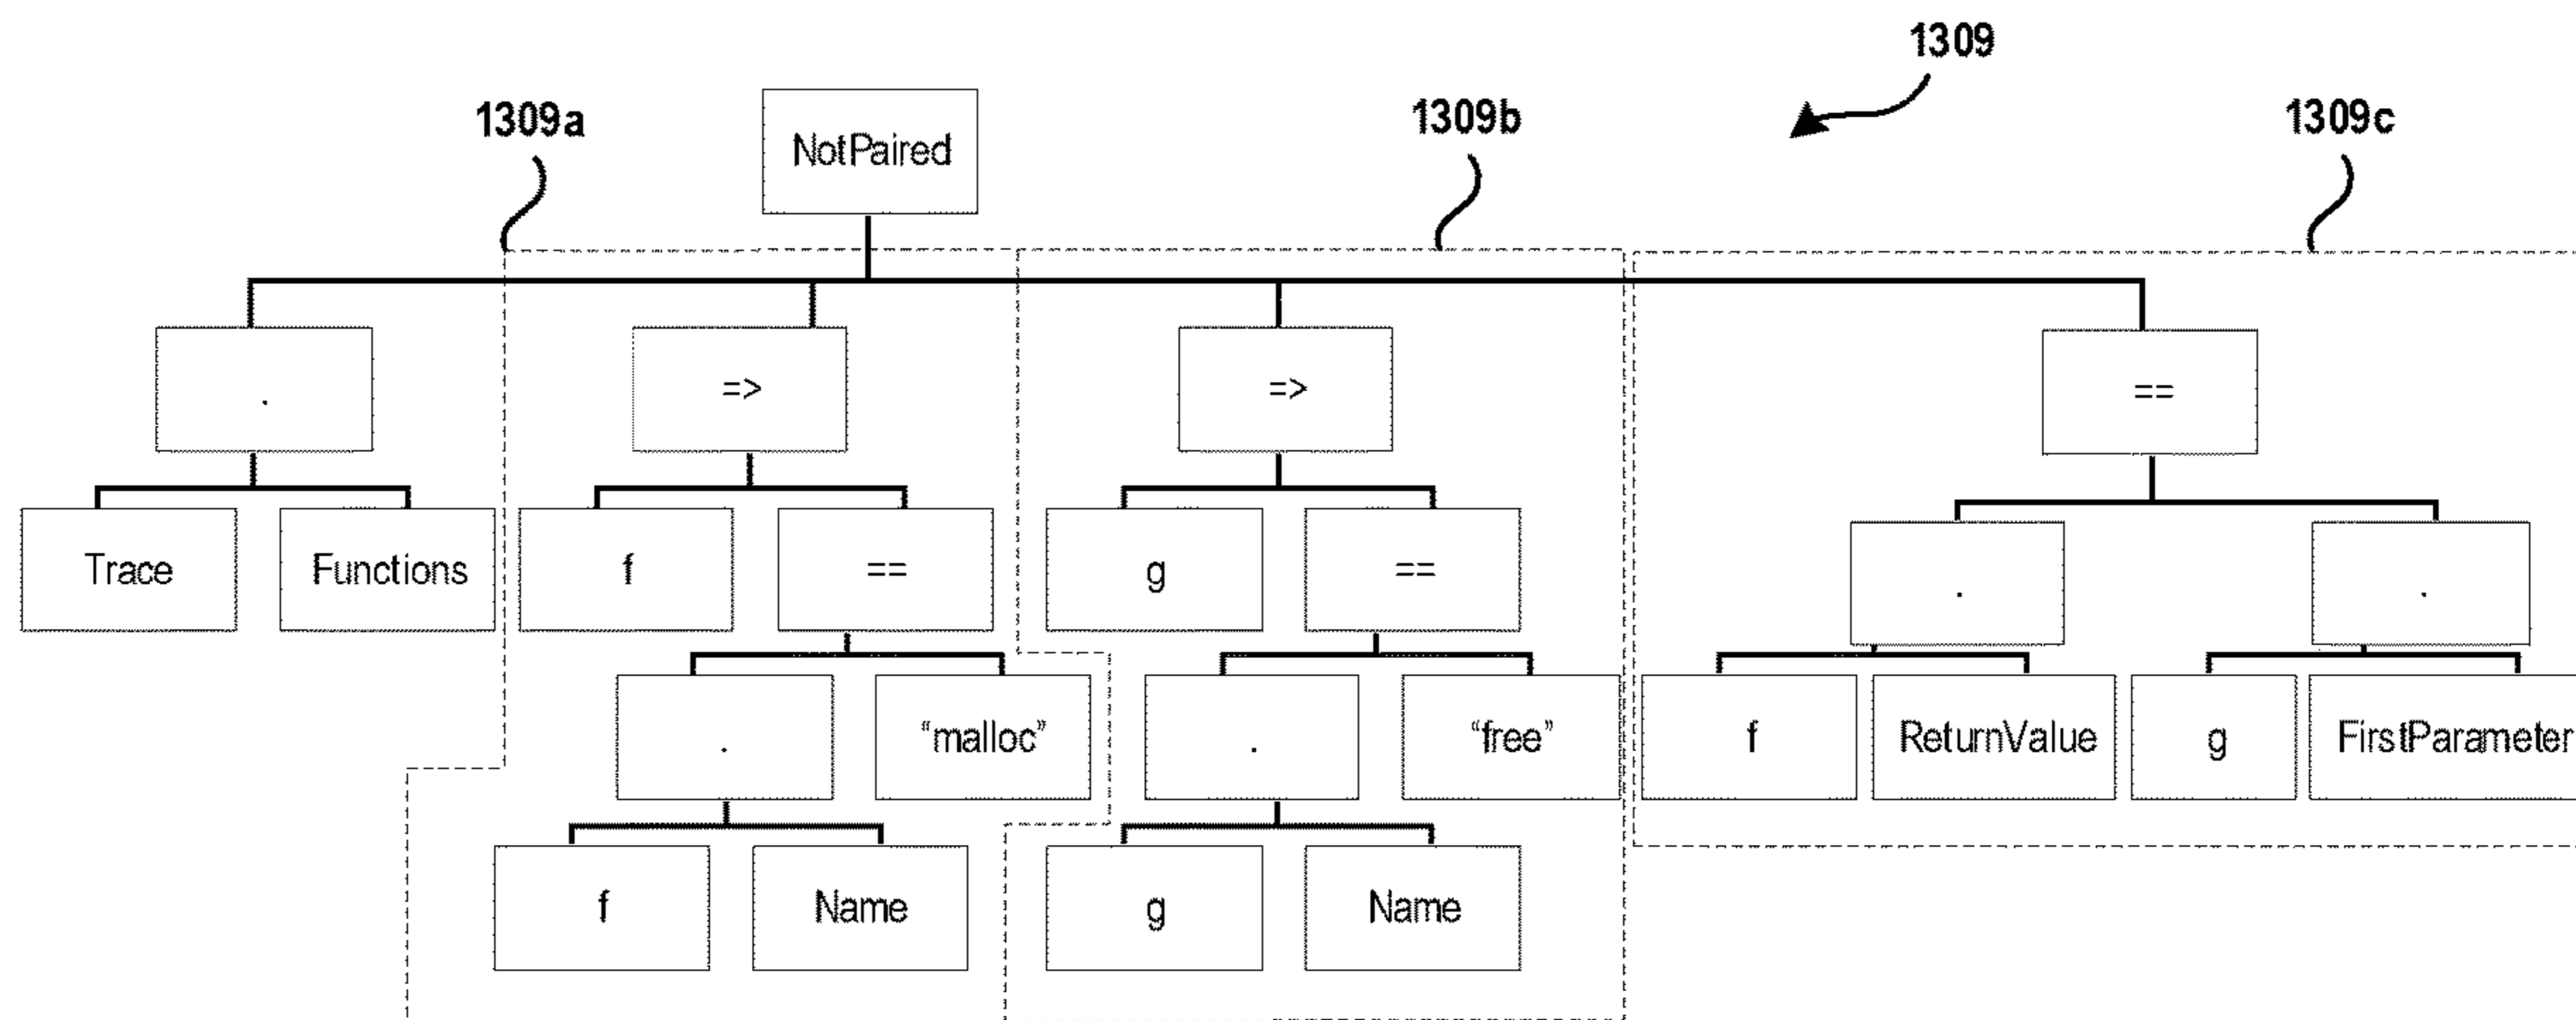 1309
1309a
1309b
1309c
NotPaired
. => => ==
Trace Functions f == g == . .
. “malloc” . “free” f ReturnValue g FirstParameter
f Name g Name